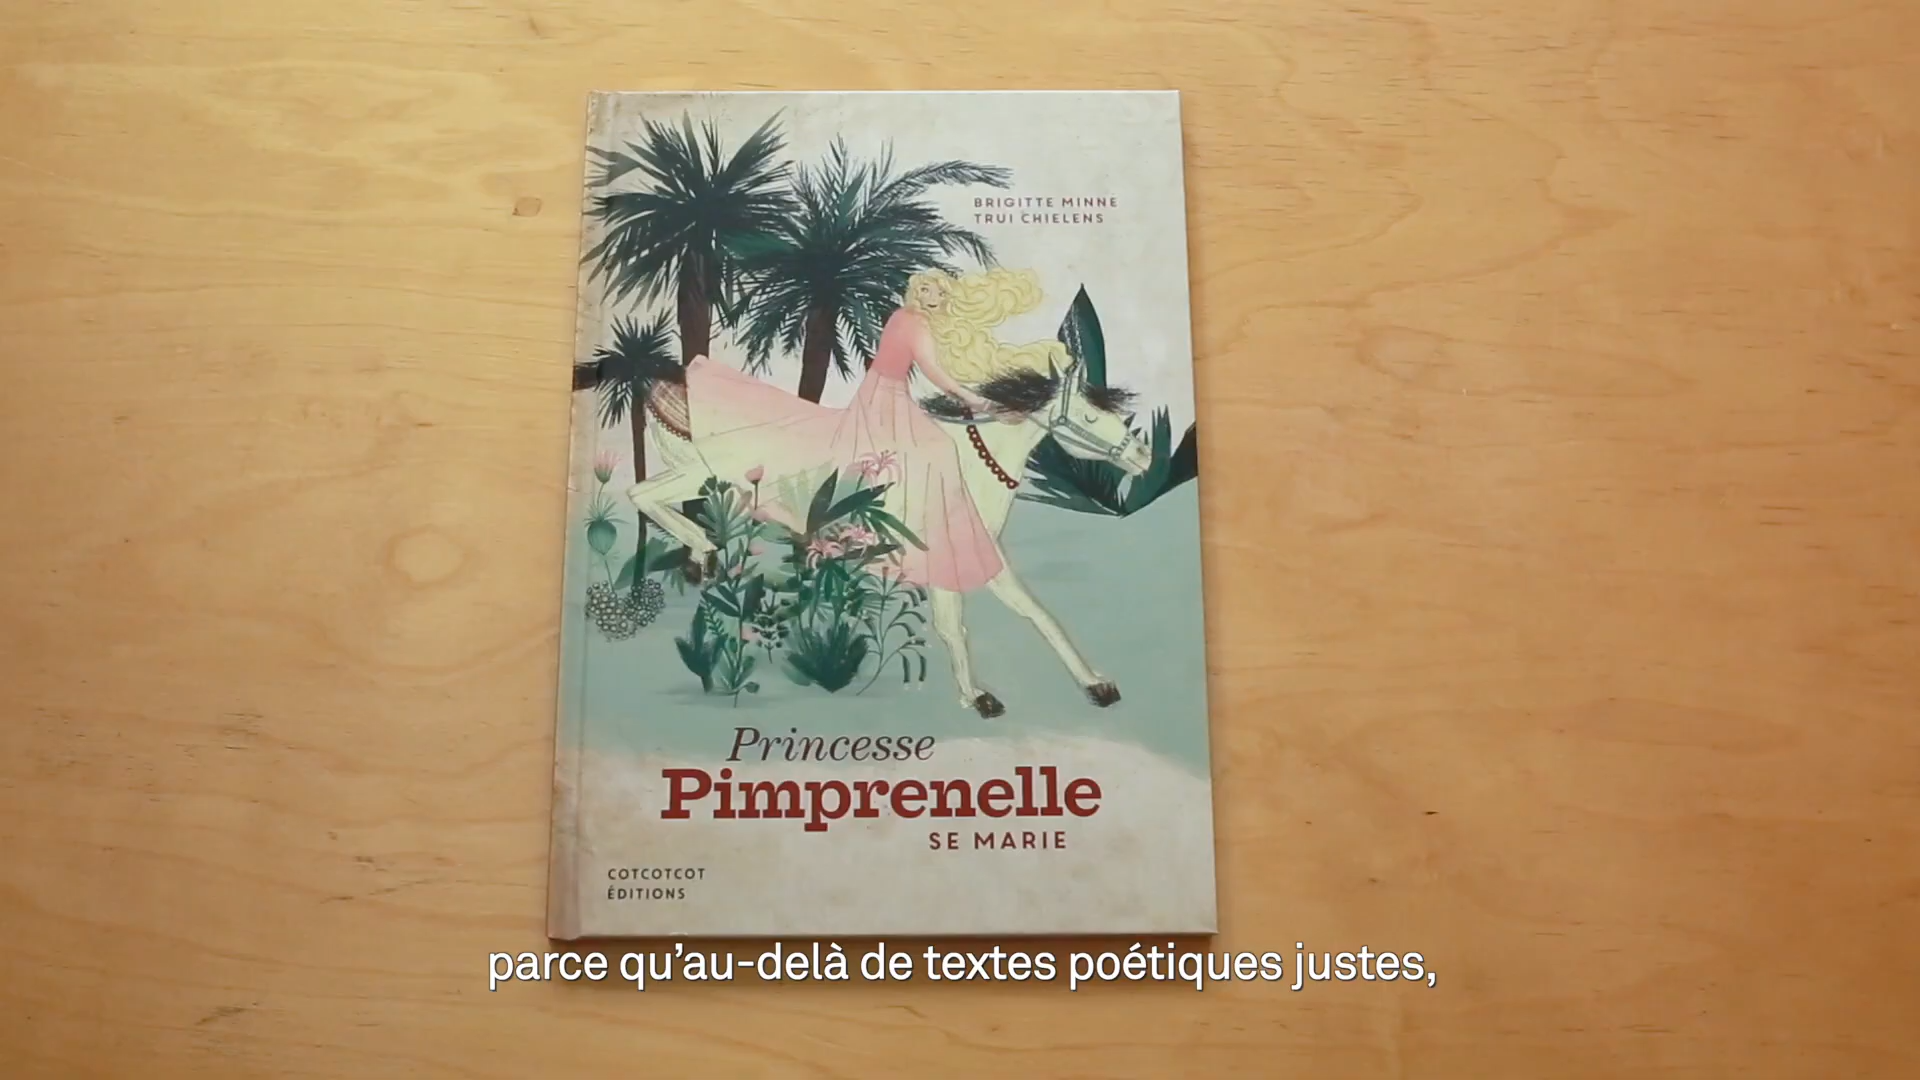 BRIGITTE MINNE
TRUI CHIELENS
Princesse
Pimprenelle
SE MARIE
COTCOTCOT
ÉDITIONS
parce qu'au-delà de textes poétiques justes,